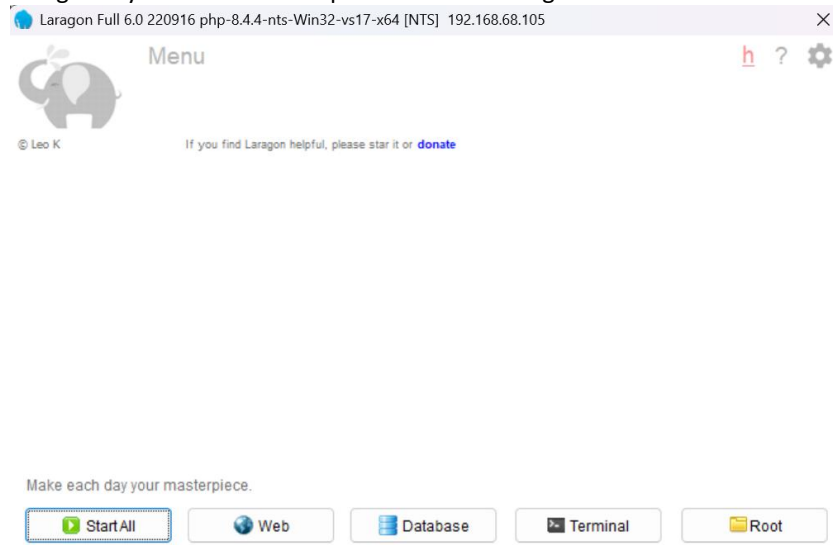 Laragon Full 6.0 220916 php-8.4.4-nts-Win32-vs17-x64 [NTS] 192.168.68.105
Menu
h ?
© Leo K
If you find Laragon helpful, please star it or donate
Make each day your masterpiece.
Start All
Web
Database
Terminal
Root